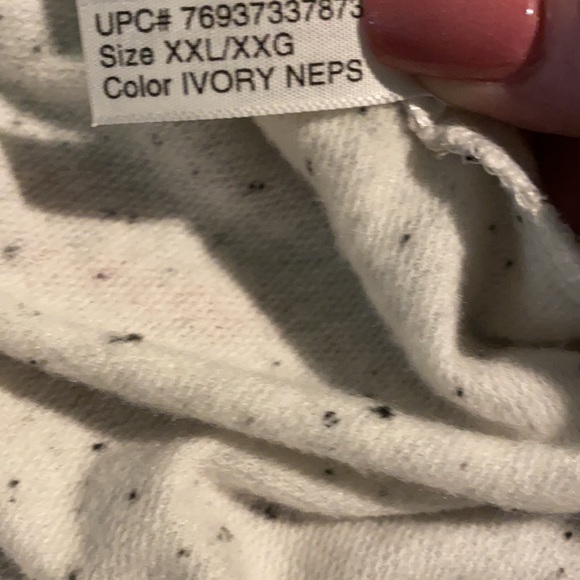 UPC# 76937337873
Size XXL/XXG
Color IVORY NEPS